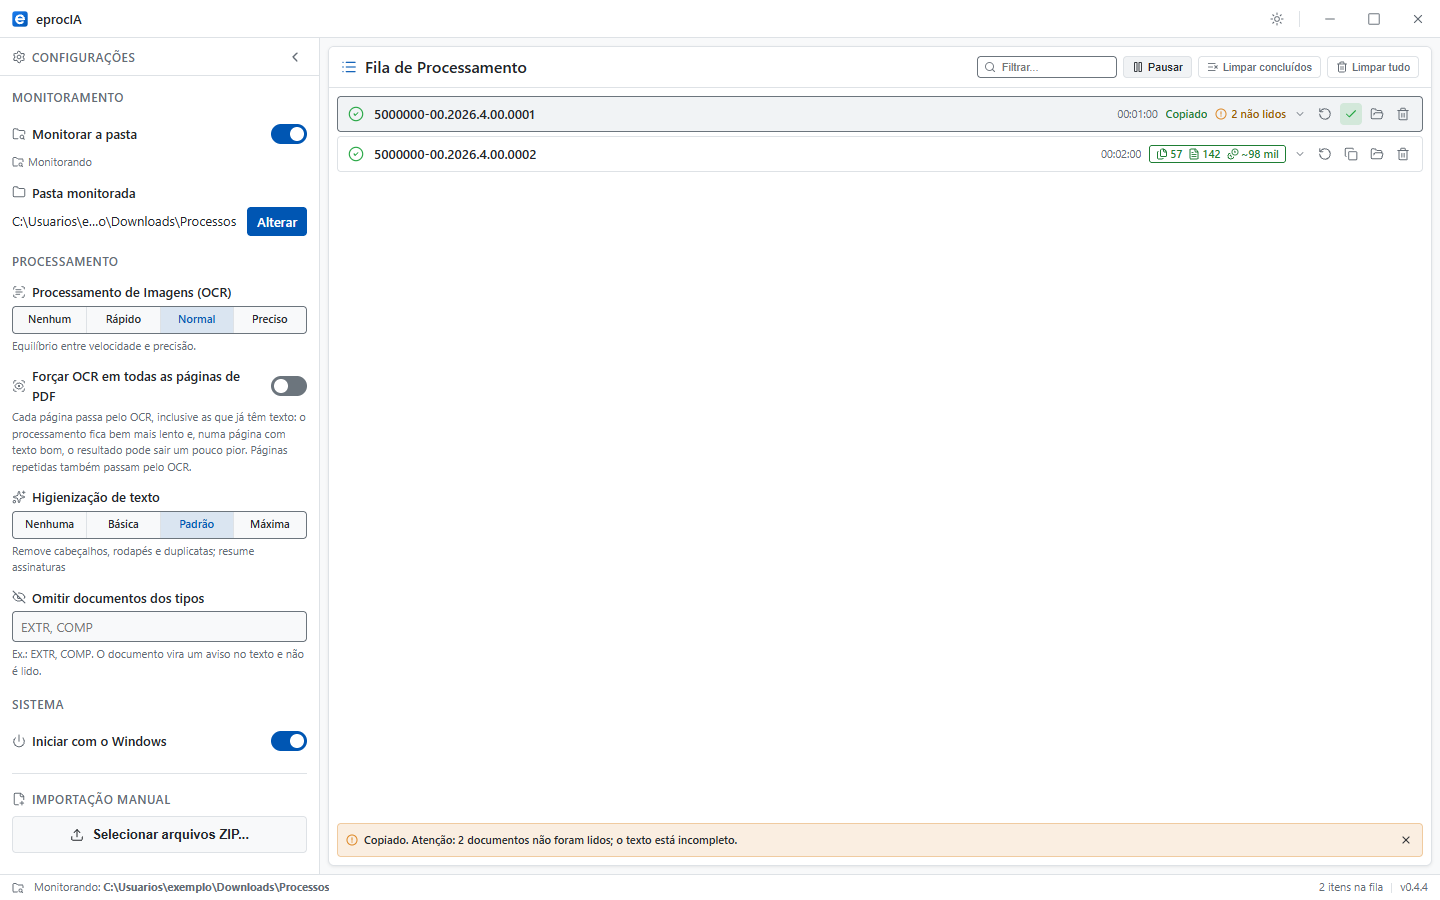 eprocIA
CONFIGURAÇÕES
MONITORAMENTO
Monitorar a pasta
Monitorando
Pasta monitorada
C:\Usuarios\e...o\Downloads\Processos
Alterar
PROCESSAMENTO
Processamento de Imagens (OCR)
Nenhum Rápido Normal Preciso
Equilíbrio entre velocidade e precisão.
Forçar OCR em todas as páginas de
PDF
Cada página passa pelo OCR, inclusive as que já têm texto: o
processamento fica bem mais lento e, numa página com
texto bom, o resultado pode sair um pouco pior. Páginas
repetidas também passam pelo OCR.
Higienização de texto
Nenhuma Básica Padrão Máxima
Remove cabeçalhos, rodapés e duplicatas; resume
assinaturas
Omitir documentos dos tipos
EXTR, COMP
Ex.: EXTR, COMP. O documento vira um aviso no texto e não
é lido.
SISTEMA
Iniciar com o Windows
IMPORTAÇÃO MANUAL
Selecionar arquivos ZIP...
Fila de Processamento
Filtrar...
Pausar
Limpar concluídos
Limpar tudo
5000000-00.2026.4.00.0001 00:01:00 Copiado 2 não lidos
5000000-00.2026.4.00.0002 00:02:00 57 142 ~98 mil
Copiado. Atenção: 2 documentos não foram lidos; o texto está incompleto.
Monitorando: C:\Usuarios\exemplo\Downloads\Processos
2 itens na fila v0.4.4